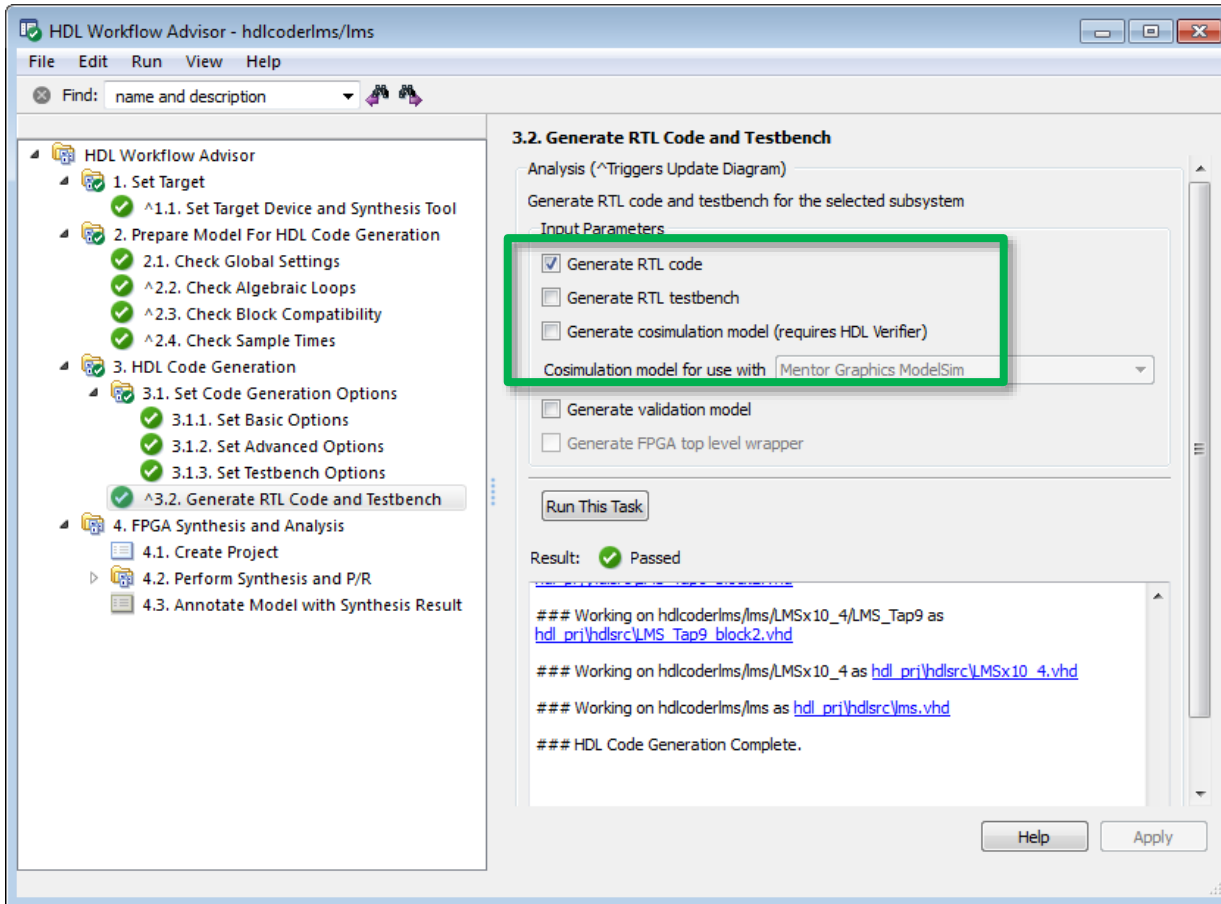 HDL Workflow Advisor - hdlcoderlms/lms
File Edit Run View Help
Find: name and description
HDL Workflow Advisor
1. Set Target
^1.1. Set Target Device and Synthesis Tool
2. Prepare Model For HDL Code Generation
2.1. Check Global Settings
^2.2. Check Algebraic Loops
^2.3. Check Block Compatibility
^2.4. Check Sample Times
3. HDL Code Generation
3.1. Set Code Generation Options
3.1.1. Set Basic Options
3.1.2. Set Advanced Options
3.1.3. Set Testbench Options
^3.2. Generate RTL Code and Testbench
4. FPGA Synthesis and Analysis
4.1. Create Project
4.2. Perform Synthesis and P/R
4.3. Annotate Model with Synthesis Result
3.2. Generate RTL Code and Testbench
Analysis (^Triggers Update Diagram)
Generate RTL code and testbench for the selected subsystem
Input Parameters
Generate RTL code
Generate RTL testbench
Generate cosimulation model (requires HDL Verifier)
Cosimulation model for use with Mentor Graphics ModelSim
Generate validation model
Generate FPGA top level wrapper
Run This Task
Result: Passed
### Working on hdlcoderlms/lms/LMSx10_4/LMS_Tap9 as
hdl_prj\hdlsrc\LMS_Tap9_block2.vhd
### Working on hdlcoderlms/lms/LMSx10_4 as hdl_prj\hdlsrc\LMSx10_4.vhd
### Working on hdlcoderlms/lms as hdl_prj\hdlsrc\lms.vhd
### HDL Code Generation Complete.
Help Apply